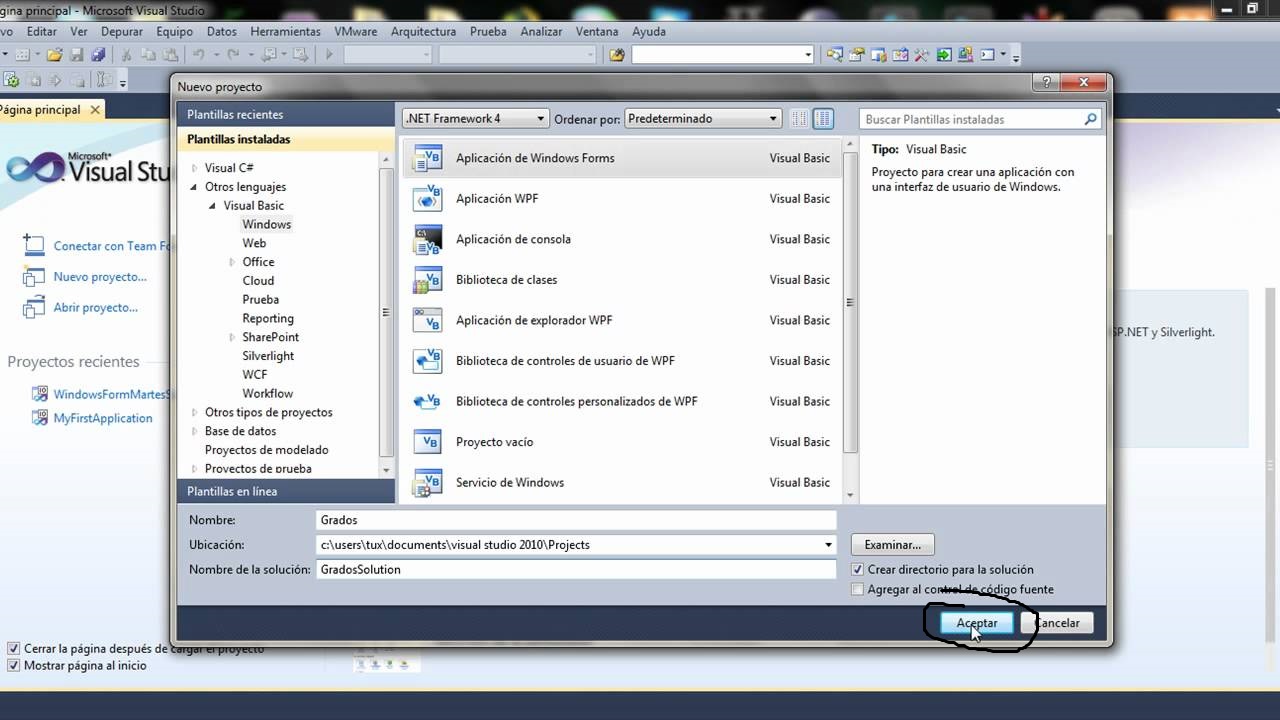 ágina principal - Microsoft Visual Studio
vo Editar Ver Depurar Equipo Datos Herramientas VMware Arquitectura Prueba Analizar Ventana Ayuda
Página principal
Microsoft®
Visual Stu
Conectar con Team Fo
Nuevo proyecto...
Abrir proyecto...
Proyectos recientes
WindowsFormMartesS
MyFirstApplication
Cerrar la página después de cargar el proyecto
Mostrar página al inicio
SP.NET y Silverlight.
Nuevo proyecto
Plantillas recientes
Plantillas instaladas
Visual C#
Otros lenguajes
Visual Basic
Windows
Web
Office
Cloud
Prueba
Reporting
SharePoint
Silverlight
WCF
Workflow
Otros tipos de proyectos
Base de datos
Proyectos de modelado
Proyectos de prueba
Plantillas en línea
.NET Framework 4 Ordenar por: Predeterminado
Buscar Plantillas instaladas
Aplicación de Windows Forms Visual Basic
Aplicación WPF Visual Basic
Aplicación de consola Visual Basic
Biblioteca de clases Visual Basic
Aplicación de explorador WPF Visual Basic
Biblioteca de controles de usuario de WPF Visual Basic
Biblioteca de controles personalizados de WPF Visual Basic
Proyecto vacío Visual Basic
Servicio de Windows Visual Basic
Tipo: Visual Basic
Proyecto para crear una aplicación con
una interfaz de usuario de Windows.
Nombre: Grados
Ubicación: c:\users\tux\documents\visual studio 2010\Projects Examinar...
Nombre de la solución: GradosSolution
Crear directorio para la solución
Agregar al control de código fuente
Aceptar Cancelar